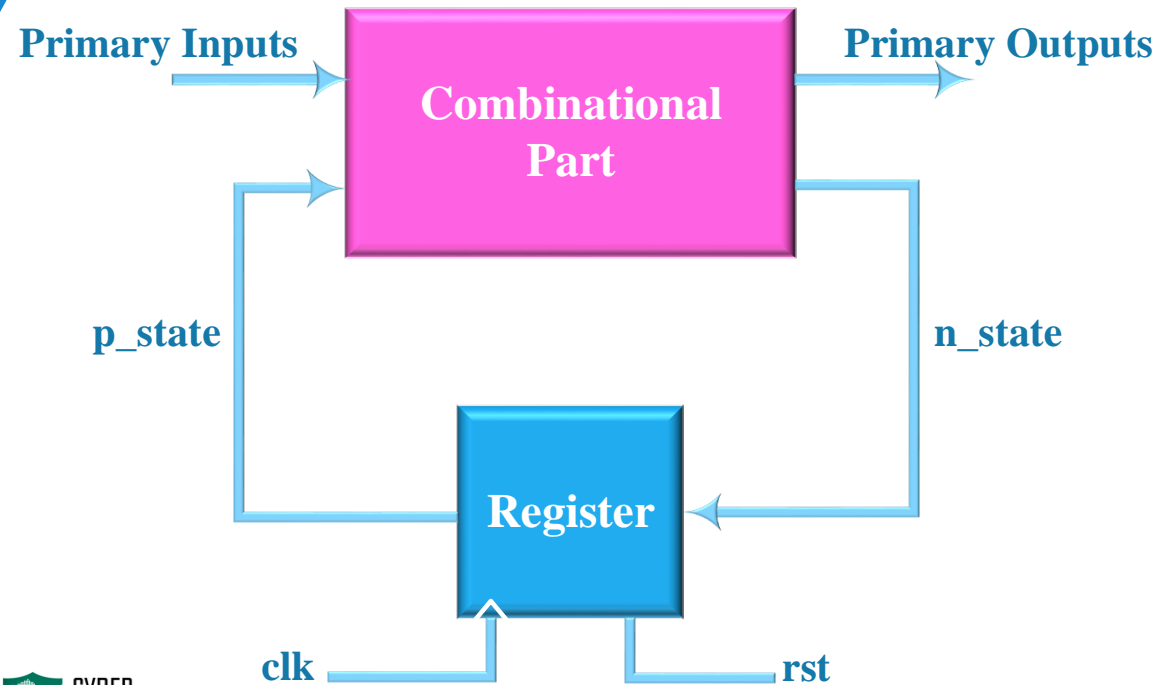 Primary Inputs
Primary Outputs
Combinational
Part
p_state
n_state
Register
clk
rst